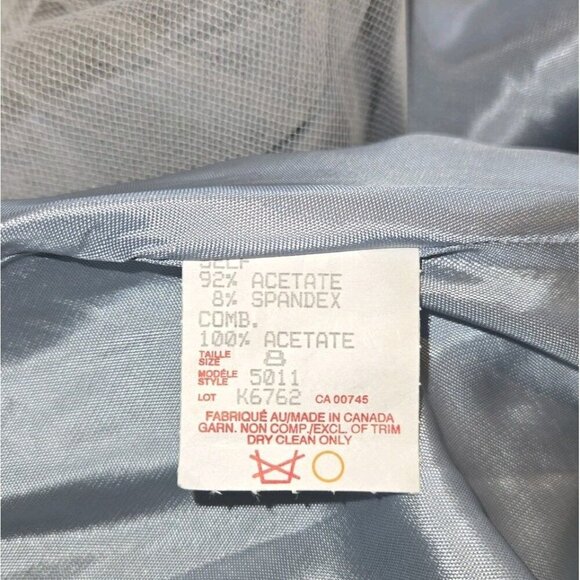 SELF
92% ACETATE
8% SPANDEX
COMB.
100% ACETATE
TAILLE
SIZE 8
MODÈLE
STYLE 5011
LOT K6762 CA 00745
FABRIQUÉ AU/MADE IN CANADA
GARN. NON COMP./EXCL. OF TRIM
DRY CLEAN ONLY